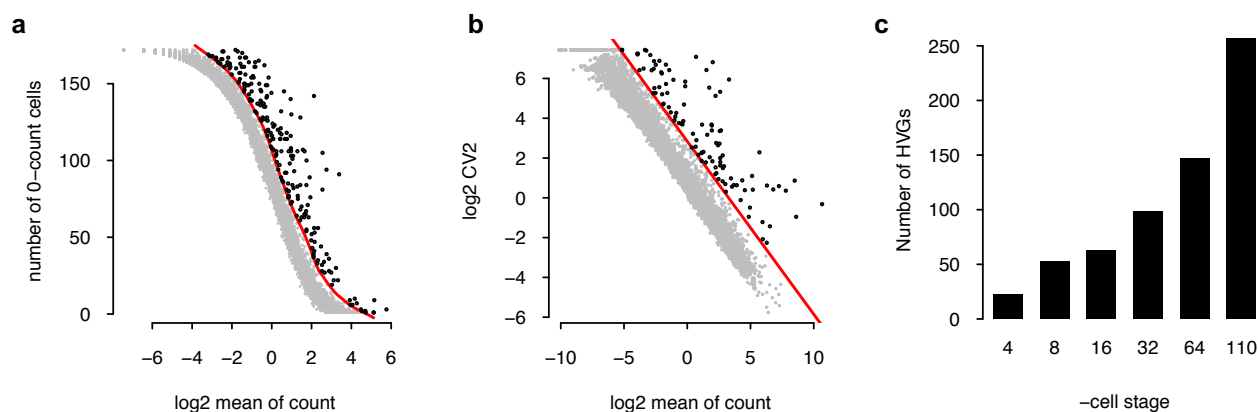 a
number of 0-count cells
150
100
50
0
−6 −4 −2 0 2 4 6
log2 mean of count
b
log2 CV2
6
4
2
0
−2
−4
−6
−10 −5 0 5 10
log2 mean of count
c
Number of HVGs
250
200
150
100
50
0
4 8 16 32 64 110
−cell stage